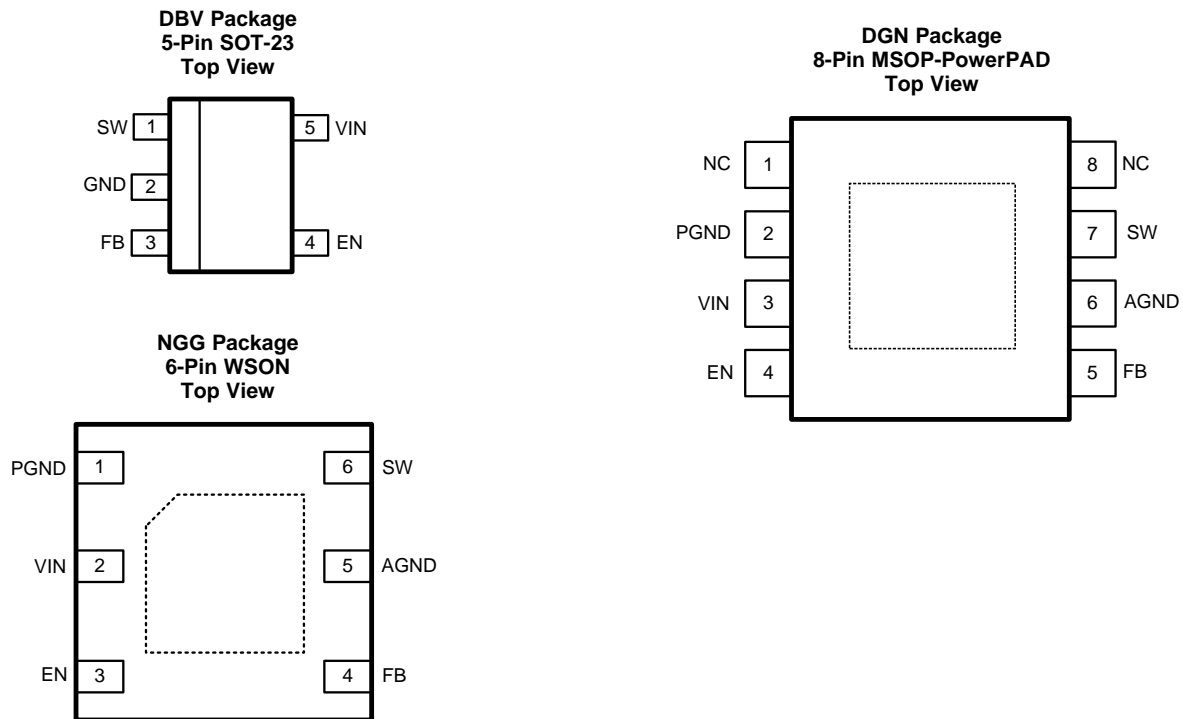 DBV Package
5-Pin SOT-23
Top View
SW 1
5 VIN
GND 2
FB 3
4 EN
DGN Package
8-Pin MSOP-PowerPAD
Top View
NC 1
8 NC
PGND 2
7 SW
VIN 3
6 AGND
EN 4
5 FB
NGG Package
6-Pin WSON
Top View
PGND 1
6 SW
VIN 2
5 AGND
EN 3
4 FB